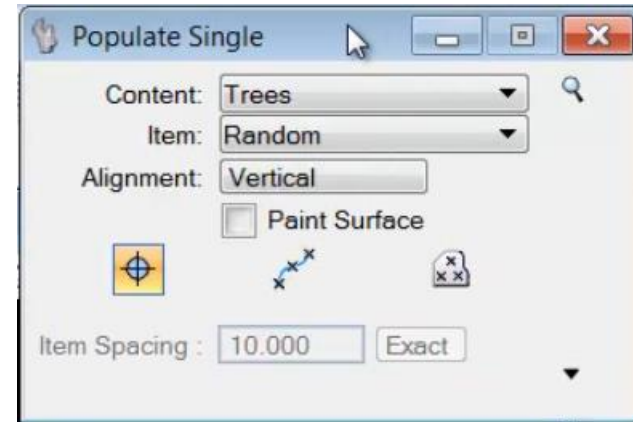 Populate Single
Content: Trees
Item: Random
Alignment: Vertical
Paint Surface
Item Spacing : 10.000 Exact